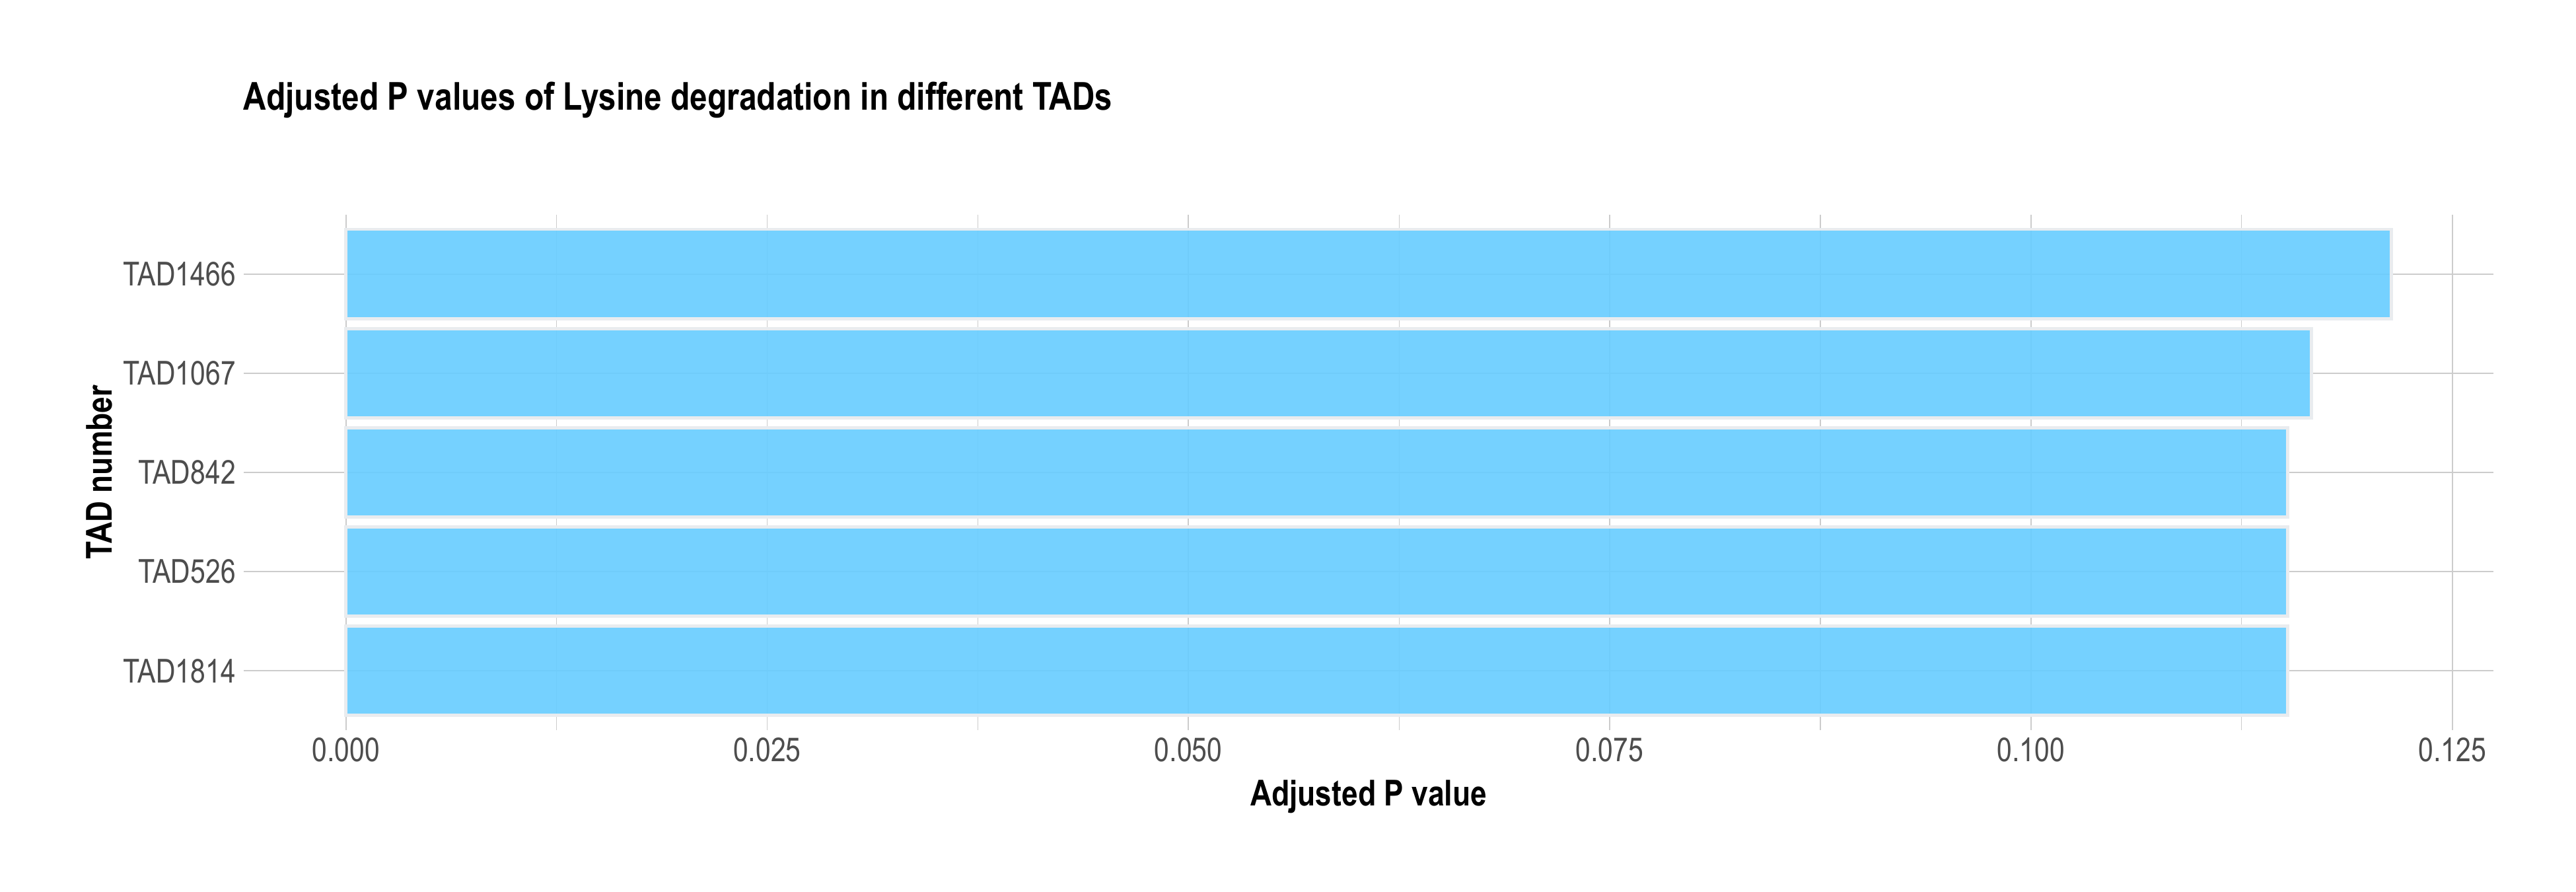 Adjusted P values of Lysine degradation in different TADs
TAD number
TAD1466
TAD1067
TAD842
TAD526
TAD1814
0.000 0.025 0.050 0.075 0.100 0.125
Adjusted P value